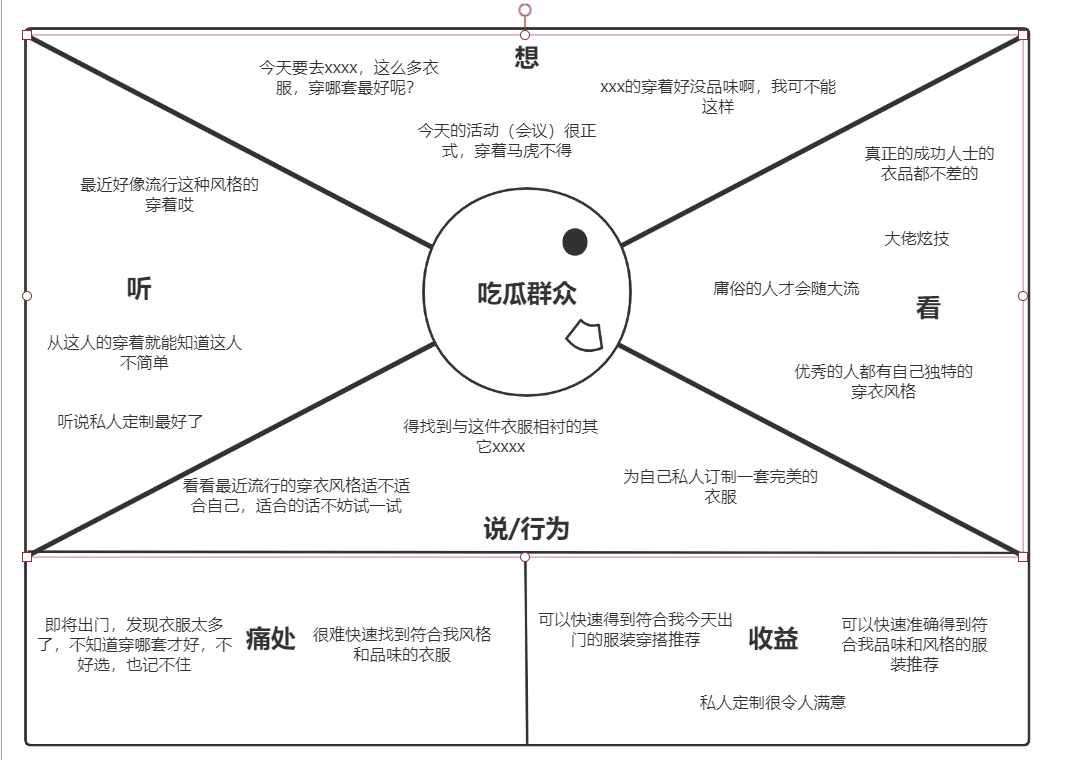 想
今天要去xxxx，这么多衣
服，穿哪套最好呢?
xxx的穿着好没品味啊，我可不能
这样
今天的活动（会议）很正
式，穿着马虎不得
最近好像流行这种风格的
穿着哎
听
从这人的穿着就能知道这人
不简单
听说私人定制最好了
吃瓜群众
真正的成功人士的
衣品都不差的
大佬炫技
庸俗的人才会随大流
看
优秀的人都有自己独特的
穿衣风格
得找到与这件衣服相衬的其
它xxxx
看看最近流行的穿衣风格适不适
合自己，适合的话不妨试一试
为自己私人订制一套完美的
衣服
说/行为
即将出门，发现衣服太多
了，不知道穿哪套才好，不
好选，也记不住
痛处
很难快速找到符合我风格
和品味的衣服
可以快速得到符合我今天出
门的服装穿搭推荐
收益
可以快速准确得到符
合我品味和风格的服
装推荐
私人定制很令人满意